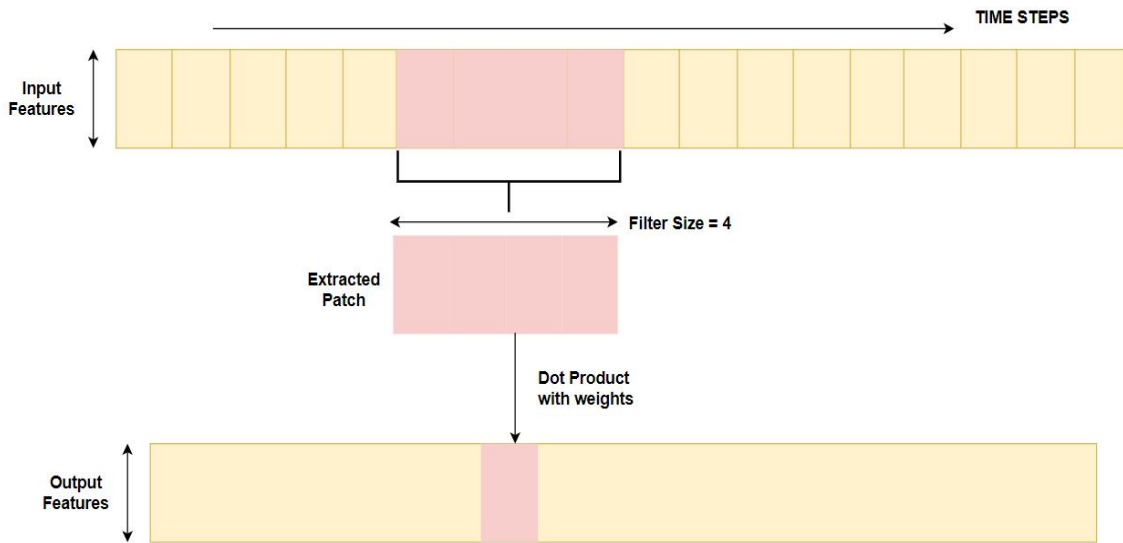 TIME STEPS
Input
Features
Filter Size = 4
Extracted
Patch
Dot Product
with weights
Output
Features